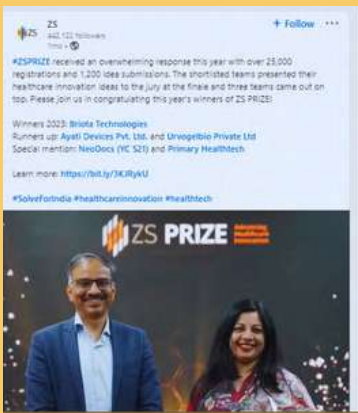 ZS
ZS
442,122 followers
1mo •
+ Follow ...
#ZSPRIZE received an overwhelming response this year with over 25,000
registrations and 1,200 idea submissions. The shortlisted teams presented their
healthcare innovation ideas to the jury at the finale and three teams came out on
top. Please join us in congratulating this year's winners of ZS PRIZE!
Winners 2023: Briota Technologies
Runners up: Ayati Devices Pvt. Ltd. and Urvogelbio Private Ltd
Special mention: NeoDocs (YC S21) and Primary Healthtech
Learn more: https://bit.ly/3KJRykU
#SolveForIndia #healthcareinnovation #healthtech
ZS PRIZE
Advancing
Healthcare
Innovation